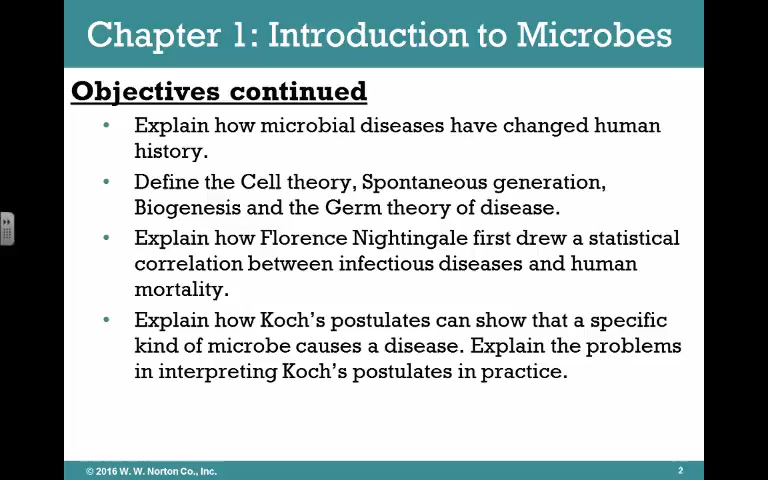 Chapter 1: Introduction to Microbes
Objectives continued
• Explain how microbial diseases have changed human
history.
• Define the Cell theory, Spontaneous generation,
Biogenesis and the Germ theory of disease.
• Explain how Florence Nightingale first drew a statistical
correlation between infectious diseases and human
mortality.
• Explain how Koch’s postulates can show that a specific
kind of microbe causes a disease. Explain the problems
in interpreting Koch’s postulates in practice.
© 2016 W. W. Norton Co., Inc.
2